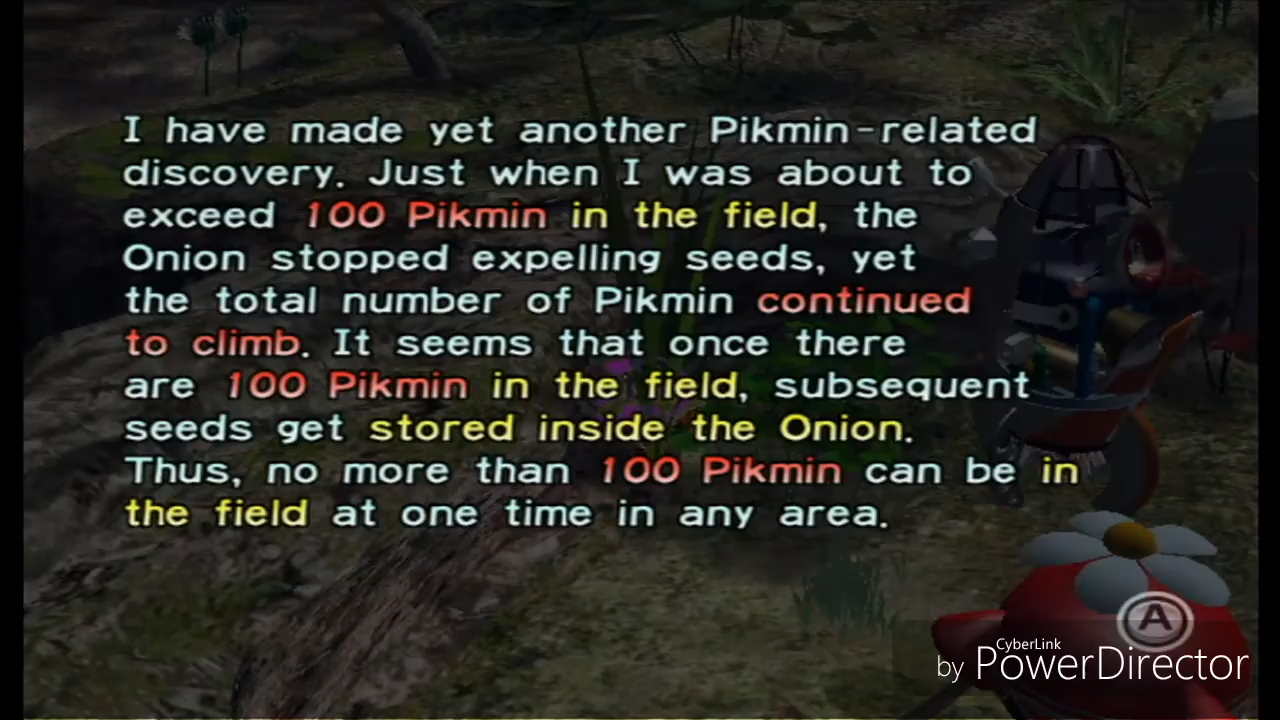 I have made yet another Pikmin-related
discovery. Just when I was about to
exceed 100 Pikmin in the field, the
Onion stopped expelling seeds, yet
the total number of Pikmin continued
to climb. It seems that once there
are 100 Pikmin in the field, subsequent
seeds get stored inside the Onion.
Thus, no more than 100 Pikmin can be in
the field at one time in any area.
A
CyberLink
by PowerDirector